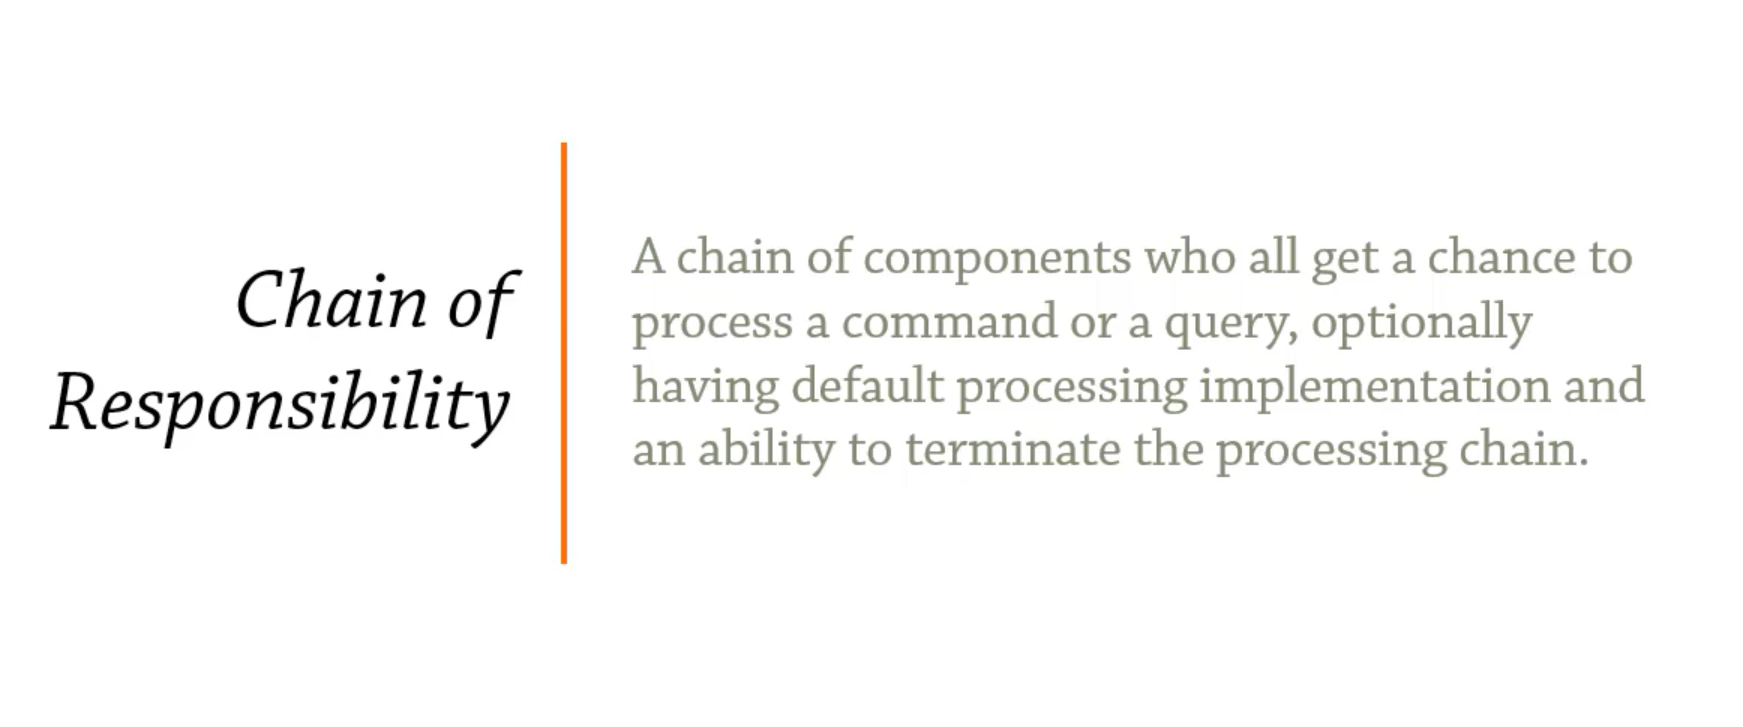 Chain of
Responsibility
A chain of components who all get a chance to
process a command or a query, optionally
having default processing implementation and
an ability to terminate the processing chain.